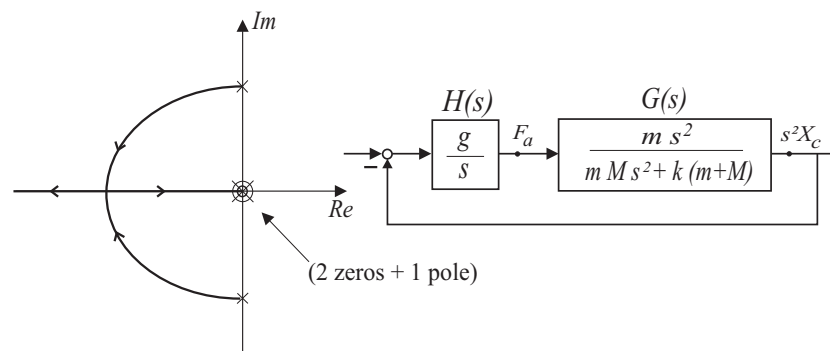 Im
Re
(2 zeros + 1 pole)
H(s)
g
s
F_a
G(s)
m s²
m M s² + k (m+M)
s²X_c
−